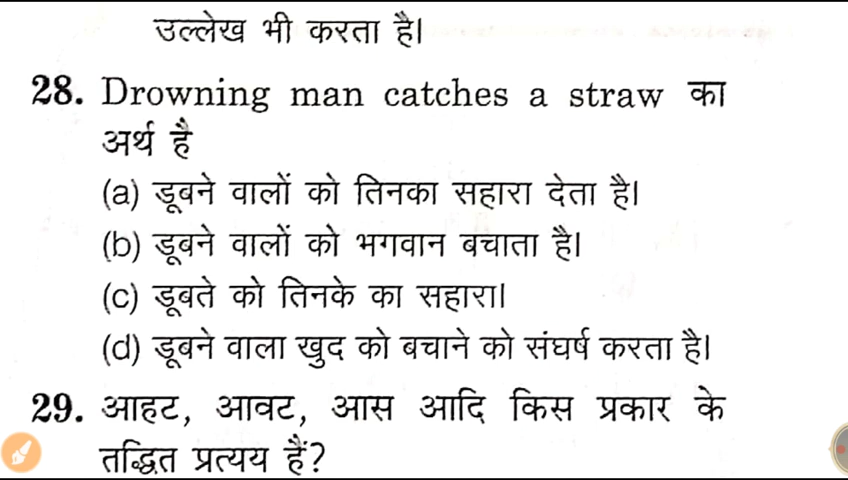 उल्लेख भी करता है।
28. Drowning man catches a straw का
अर्थ है
(a) डूबने वालों को तिनका सहारा देता है।
(b) डूबने वालों को भगवान बचाता है।
(c) डूबते को तिनके का सहारा।
(d) डूबने वाला खुद को बचाने को संघर्ष करता है।
29. आहट, आवट, आस आदि किस प्रकार के
तद्धित प्रत्यय हैं?